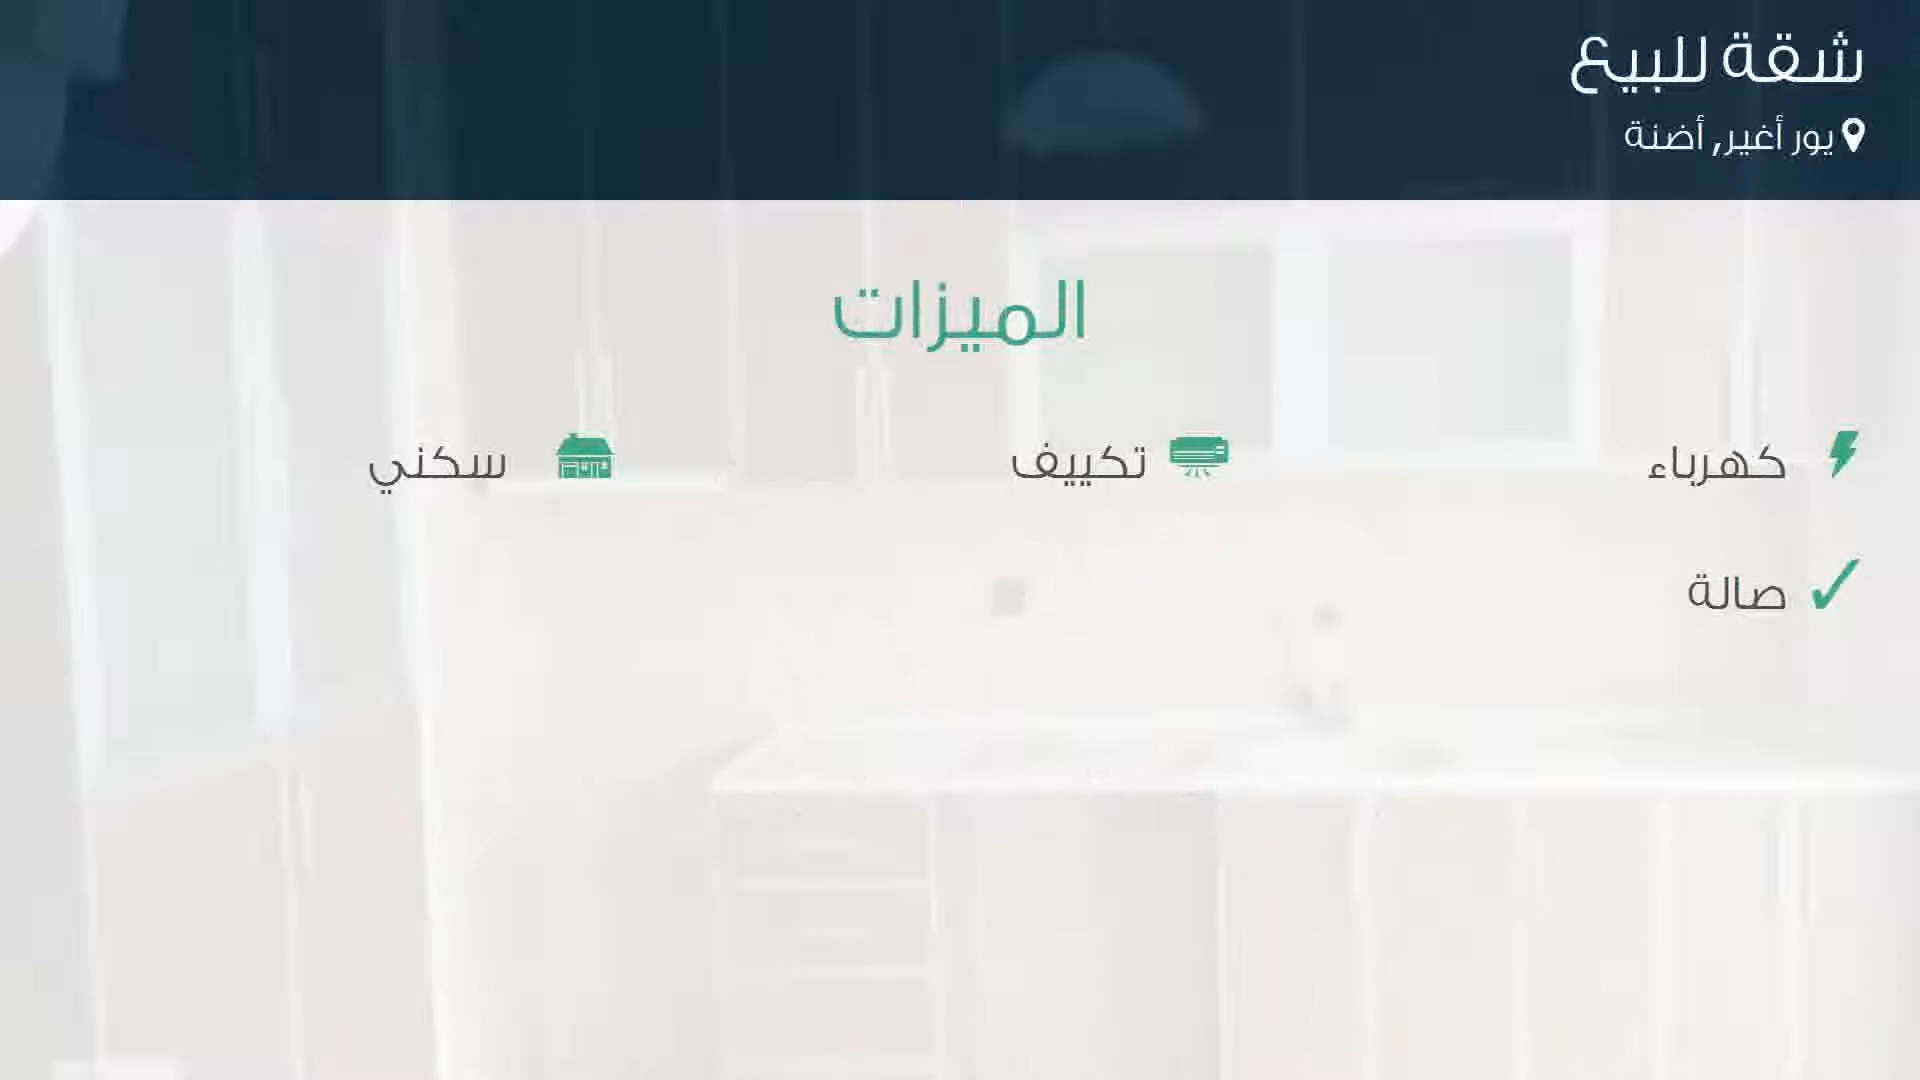 شقة للبيع
يور أغير, أضنة
الميزات
كهرباء
تكييف
سكني
صالة